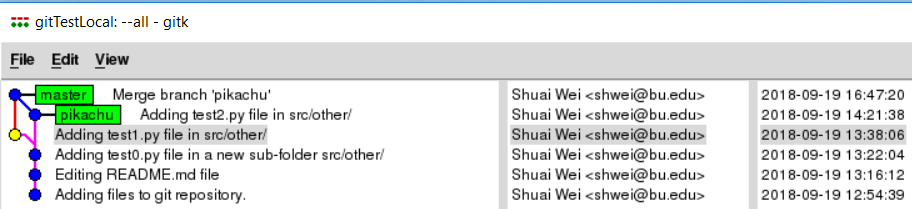 gitTestLocal: --all - gitk
File Edit View
master Merge branch 'pikachu' Shuai Wei <shwei@bu.edu> 2018-09-19 16:47:20
pikachu Adding test2.py file in src/other/ Shuai Wei <shwei@bu.edu> 2018-09-19 14:21:38
Adding test1.py file in src/other/ Shuai Wei <shwei@bu.edu> 2018-09-19 13:38:06
Adding test0.py file in a new sub-folder src/other/ Shuai Wei <shwei@bu.edu> 2018-09-19 13:22:04
Editing README.md file Shuai Wei <shwei@bu.edu> 2018-09-19 13:16:12
Adding files to git repository. Shuai Wei <shwei@bu.edu> 2018-09-19 12:54:39